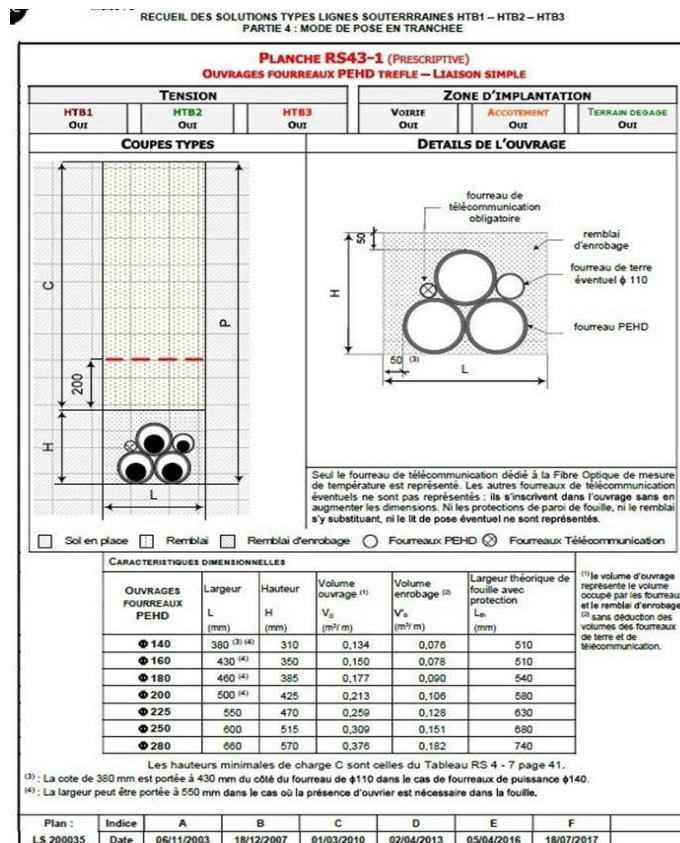 RECUEIL DES SOLUTIONS TYPES LIGNES SOUTERRRAINES HTB1 – HTB2 – HTB3
PARTIE 4 : MODE DE POSE EN TRANCHEE
PLANCHE RS43-1 (PRESCRIPTIVE)
OUVRAGES FOURREAUX PEHD TREFLE – LIAISON SIMPLE
TENSION ZONE D'IMPLANTATION
HTB1 HTB2 HTB3 VOIRIE ACCOTEMENT TERRAIN DEGAGE
OUI OUI OUI OUI OUI OUI
COUPES TYPES DETAILS DE L'OUVRAGE
C
P
200
H
L
fourreau de
télécommunication
obligatoire
50
remblai
d'enrobage
fourreau de terre
éventuel ϕ 110
H
fourreau PEHD
50 (3)
L
Seul le fourreau de télécommunication dédié à la Fibre Optique de mesure
de température est représenté. Les autres fourreaux de télécommunication
éventuels ne sont pas représentés : ils s'inscrivent dans l'ouvrage sans en
augmenter les dimensions. Ni les protections de paroi de fouille, ni le remblai
s'y substituant, ni le lit de pose éventuel ne sont représentés.
Sol en place Remblai Remblai d'enrobage Fourreaux PEHD Fourreaux Télécommunication
CARACTERISTIQUES DIMENSIONNELLES
OUVRAGES FOURREAUX PEHD Largeur L (mm) Hauteur H (mm) Volume ouvrage (1) V₀ (m³/ m) Volume enrobage (2) V'₀ (m³/ m) Largeur théorique de fouille avec protection Lth (mm)
Φ 140 380 (3) (4) 310 0,134 0,076 510
Φ 160 430 (4) 350 0,150 0,078 510
Φ 180 460 (4) 385 0,177 0,090 540
Φ 200 500 (4) 425 0,213 0,106 580
Φ 225 550 470 0,259 0,128 630
Φ 250 600 515 0,309 0,151 680
Φ 280 660 570 0,376 0,182 740
(1) le volume d'ouvrage
représente le volume
occupé par les fourreau
et le remblai d'enrobage
(2) sans déduction des
volumes des fourreaux
de terre et de
télécommunication.
Les hauteurs minimales de charge C sont celles du Tableau RS 4 - 7 page 41.
(3) : La cote de 380 mm est portée à 430 mm du côté du fourreau de ϕ110 dans le cas de fourreaux de puissance ϕ140.
(4) : La largeur peut être portée à 550 mm dans le cas où la présence d'ouvrier est nécessaire dans la fouille.
Plan : Indice A B C D E F
LS 200035 Date 06/11/2003 18/12/2007 01/03/2010 02/04/2013 05/04/2016 18/07/2017